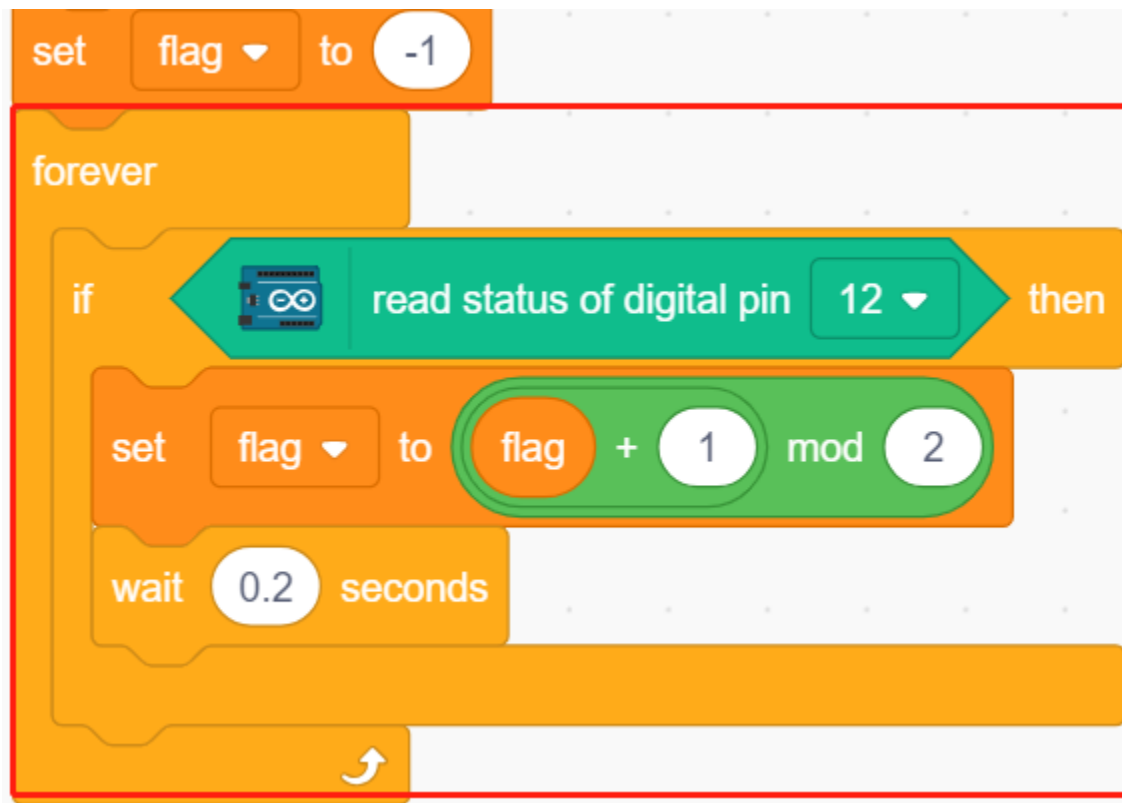 set flag to -1
forever
if read status of digital pin 12 then
set flag to flag + 1 mod 2
wait 0.2 seconds